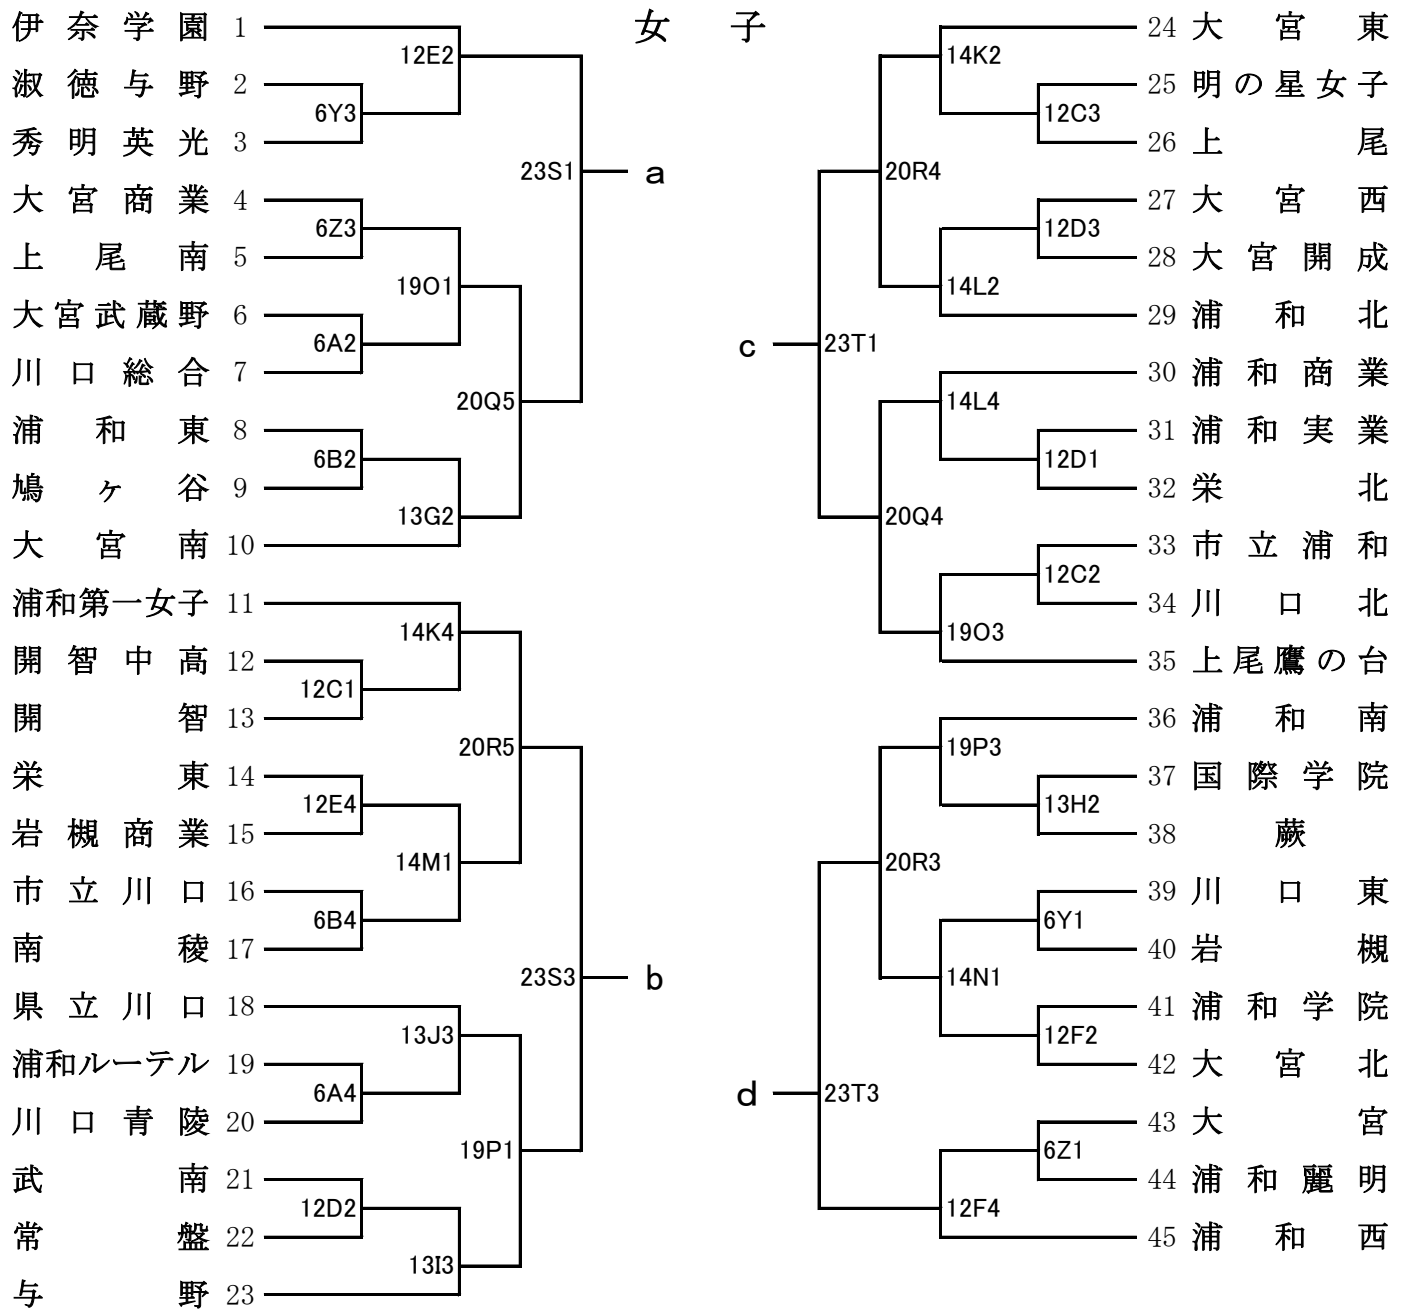 女子
伊奈学園 1
12E2
淑徳与野 2
6Y3
秀明英光 3
23S1 a
大宮商業 4
6Z3
上尾南 5
19O1
大宮武蔵野 6
6A2
川口総合 7
20Q5
浦和東 8
6B2
鳩ヶ谷 9
13G2
大宮南 10
浦和第一女子 11
14K4
開智中高 12
12C1
開智 13
20R5
栄東 14
12E4
岩槻商業 15
14M1
市立川口 16
6B4
南稜 17
23S3 b
県立川口 18
13J3
浦和ルーテル 19
6A4
川口青陵 20
19P1
武南 21
12D2
常盤 22
13I3
与野 23
24 大宮東
14K2
25 明の星女子
12C3
26 上尾
20R4
27 大宮西
12D3
28 大宮開成
14L2
29 浦和北
c 23T1
30 浦和商業
14L4
31 浦和実業
12D1
32 栄北
20Q4
33 市立浦和
12C2
34 川口北
19O3
35 上尾鷹の台
36 浦和南
19P3
37 国際学院
13H2
38 蕨
20R3
39 川口東
6Y1
40 岩槻
14N1
41 浦和学院
12F2
42 大宮北
d 23T3
43 大宮
6Z1
44 浦和麗明
12F4
45 浦和西